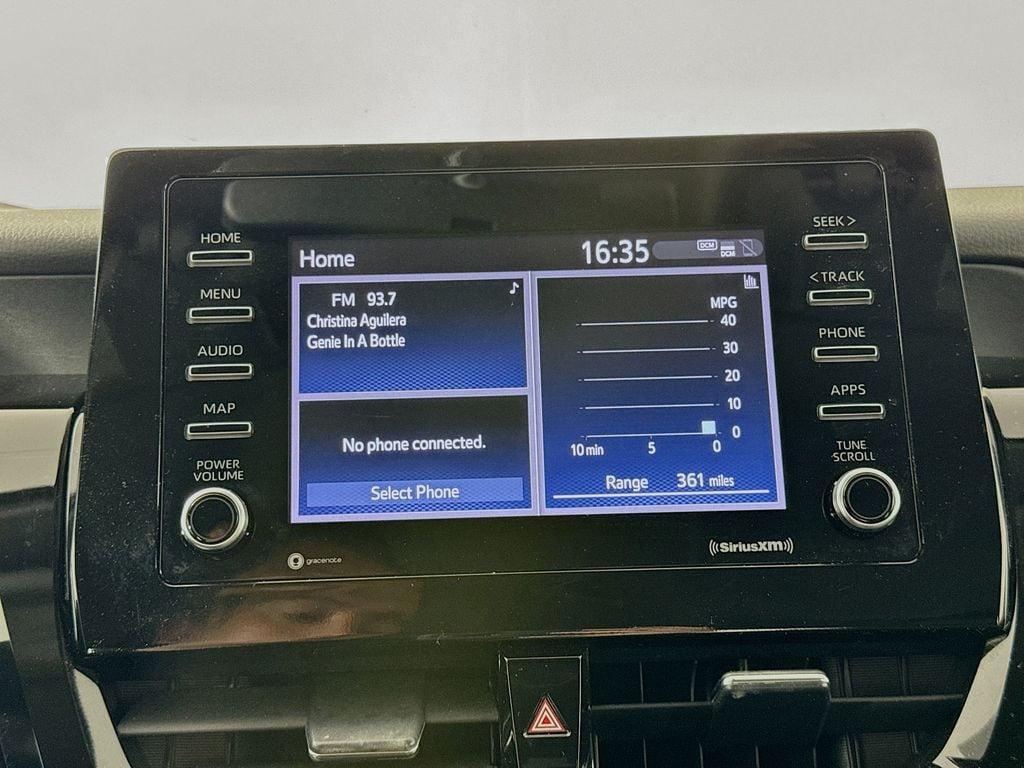 HOME
MENU
AUDIO
MAP
POWER
VOLUME
Home
16:35
DCM
DCM
FM 93.7
Christina Aguilera
Genie In A Bottle
No phone connected.
Select Phone
MPG
40
30
20
10
0
10 min 5 0
Range 361 miles
SEEK >
< TRACK
PHONE
APPS
TUNE
SCROLL
gracenote
((SiriusXM))